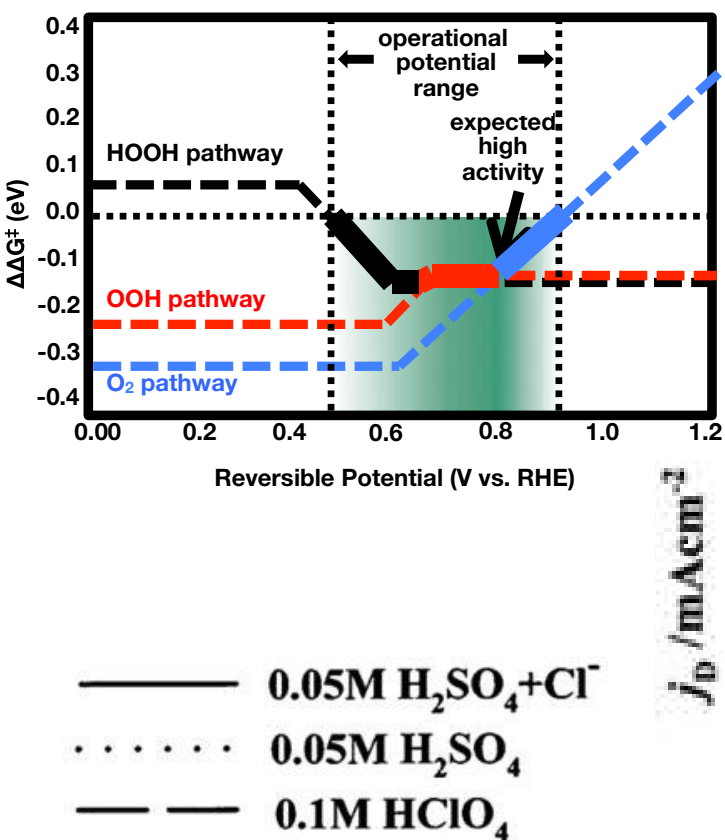 0.4
0.3
0.2
0.1
0.0
-0.1
-0.2
-0.3
-0.4
ΔΔG‡ (eV)
operational
potential
range
expected
high
activity
HOOH pathway
OOH pathway
O₂ pathway
0.00 0.2 0.4 0.6 0.8 1.0 1.2
Reversible Potential (V vs. RHE)
j_D /mAcm⁻²
0.05M H₂SO₄+Cl⁻
0.05M H₂SO₄
0.1M HClO₄